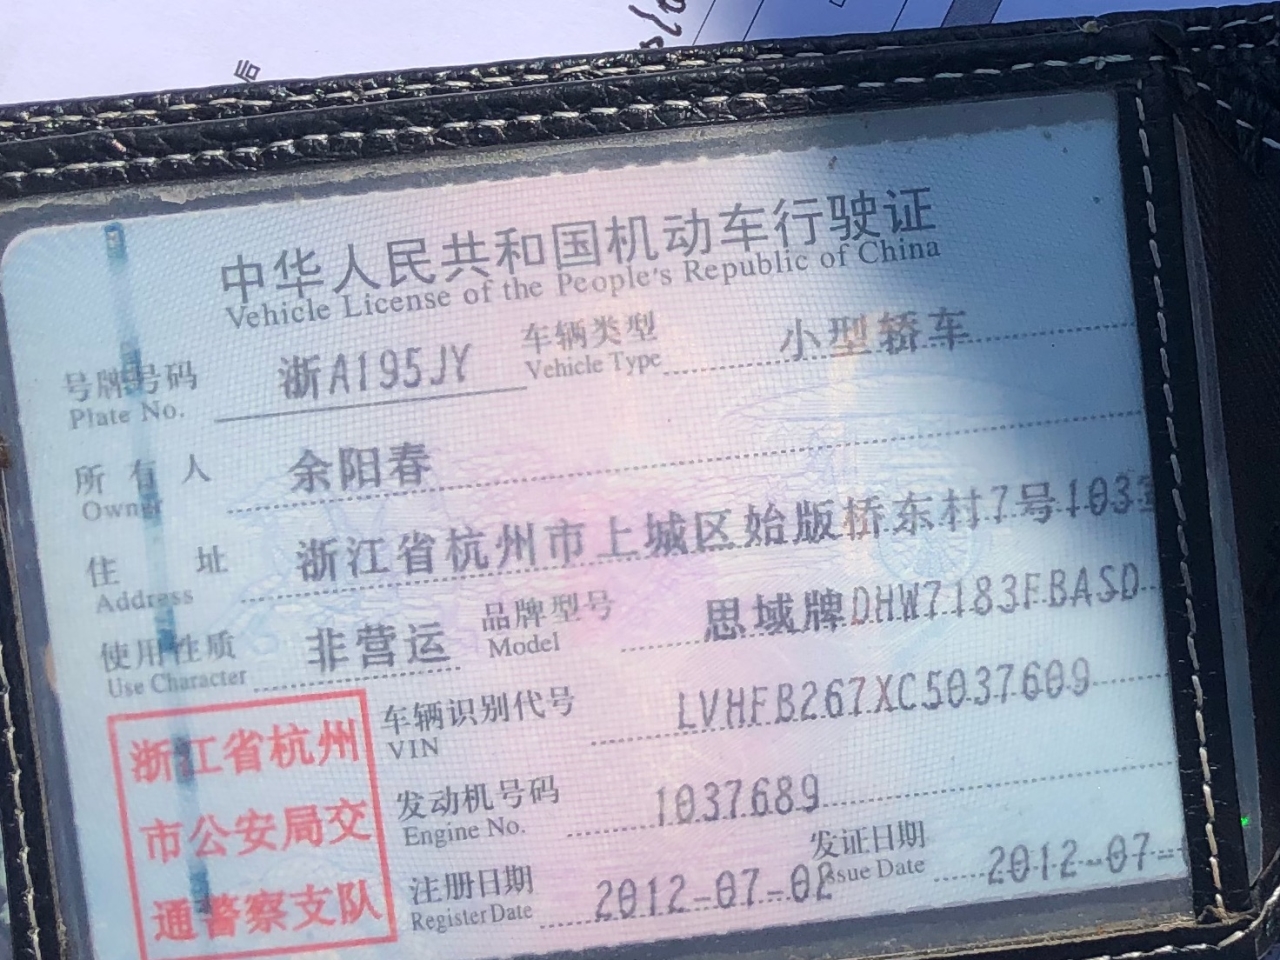 后
中华人民共和国机动车行驶证
Vehicle License of the People's Republic of China
号牌号码 浙A195JY 车辆类型 小型轿车
Plate No. Vehicle Type
所有人 余阳春
Owner
住址 浙江省杭州市上城区始版桥东村7号103
Address
使用性质 非营运 品牌型号 思域牌DHW7183FBASD
Use Character Model
车辆识别代号 LVHFB267XC5037609
VIN
发动机号码 1037689
Engine No.
注册日期 2012-07-02 发证日期 2012-07-
Register Date Issue Date
浙江省杭州
市公安局交
通警察支队